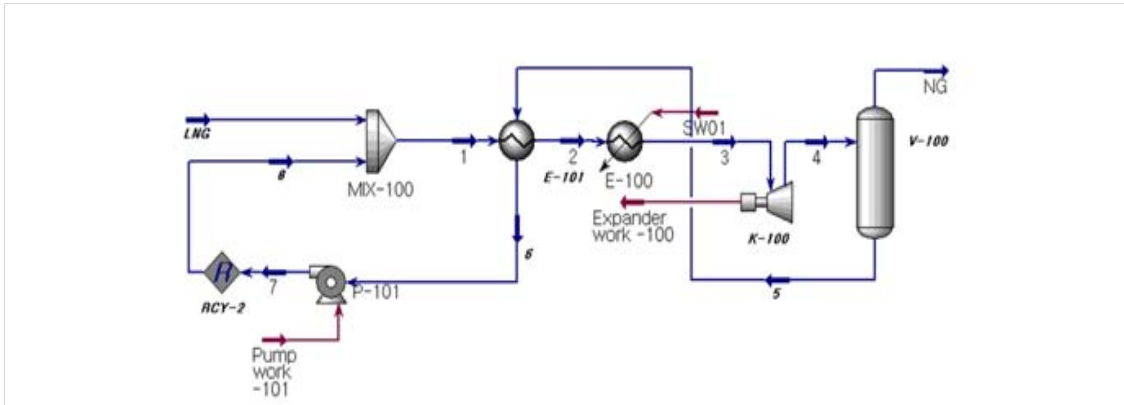 NG
LNG
SW01
1
2
3
4
V-100
E-101
E-100
8
MIX-100
Expander
work -100
K-100
6
7
P-101
5
RCY-2
Pump
work
-101